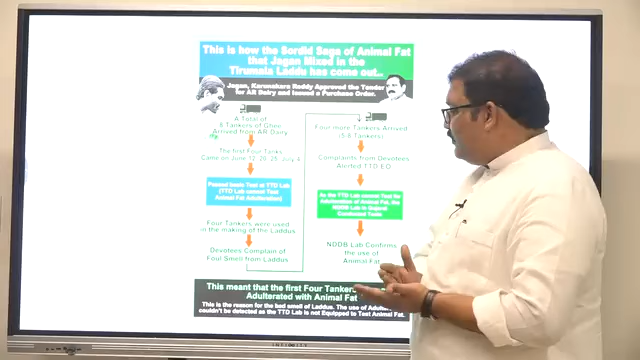 This is how the Sordid Saga of Animal Fat
that Jagan Mixed in the
Tirumala Laddu has come out..
Jagan, Karunakara Reddy Approved the Tender
for AR Dairy and Issued a Purchase Order.
A Total of
8 Tankers of Ghee
Arrived from AR Dairy
The first Four Tanks
Came on June 12, 20, 25, July 6
Passed basic Test at TTD Lab
(TTD Lab cannot Test
Animal Fat Adulteration)
Four Tankers were used
in the making of the Laddus
Devotees Complain of
Foul Smell from Laddus
Four more Tankers Arrived
(5-8 Tankers)
Complaints from Devotees
Alerted TTD EO
As the TTD Lab cannot Test for
Adulteration of Animal Fat, the
NDDB Lab in Gujarat
Conducted Tests
NDDB Lab Confirms
the use of
Animal Fat
This meant that the first Four Tankers
Adulterated with Animal Fat
This is the reason for the bad smell of Laddus. The use of
couldn't be detected as the TTD Lab is not Equipped to Test Animal Fat.